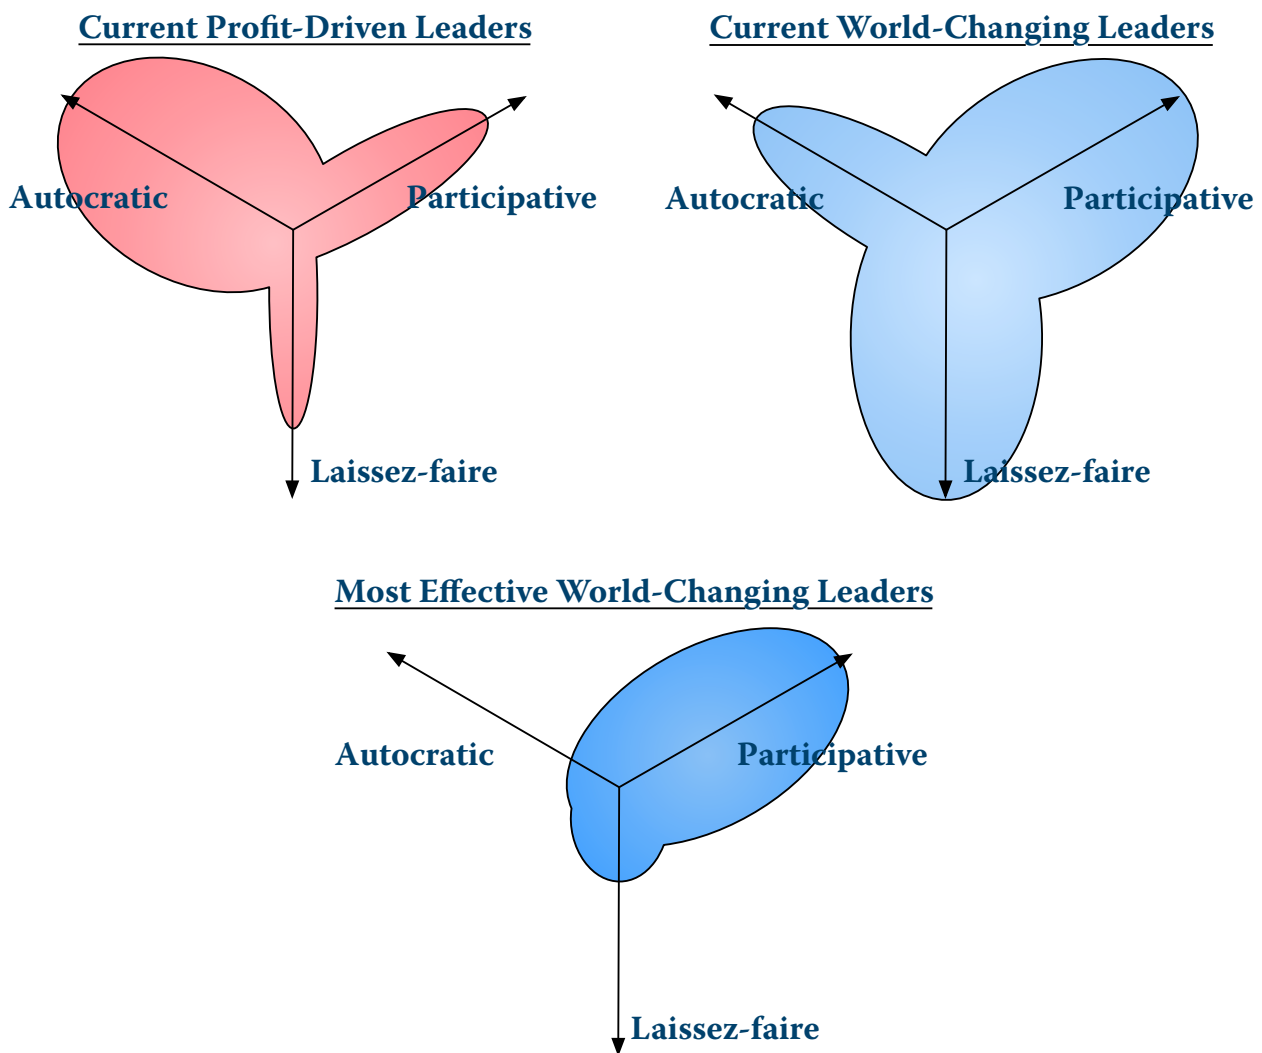 Current Profit-Driven Leaders
Current World-Changing Leaders
Autocratic
Participative
Autocratic
Participative
Laissez-faire
Laissez-faire
Most Effective World-Changing Leaders
Autocratic
Participative
Laissez-faire